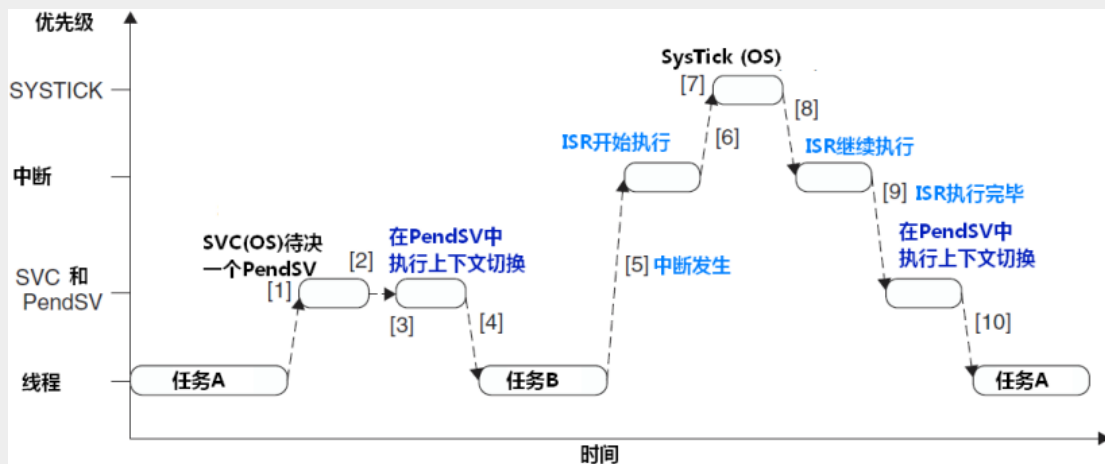 优先级
SysTick (OS)
SYSTICK
[7]
[8]
ISR开始执行
[6]
ISR继续执行
中断
[9] ISR执行完毕
SVC(OS)待决
一个PendSV
[2]
在PendSV中
执行上下文切换
[5] 中断发生
在PendSV中
执行上下文切换
SVC 和
PendSV
[1]
[3]
[4]
[10]
线程
任务A
任务B
任务A
时间